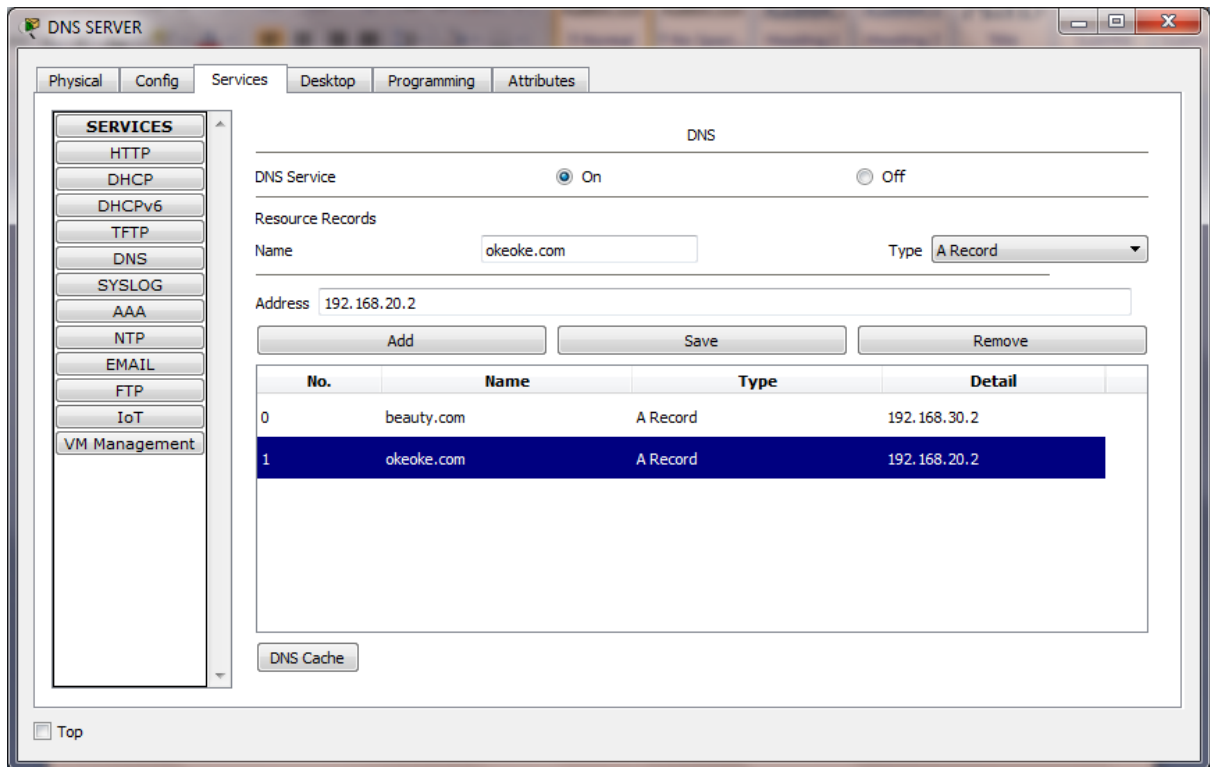 DNS SERVER
Physical Config Services Desktop Programming Attributes
SERVICES
HTTP
DHCP
DHCPv6
TFTP
DNS
SYSLOG
AAA
NTP
EMAIL
FTP
IoT
VM Management
DNS
DNS Service On Off
Resource Records
Name okeoke.com Type A Record
Address 192.168.20.2
Add Save Remove
No. Name Type Detail
0 beauty.com A Record 192.168.30.2
1 okeoke.com A Record 192.168.20.2
DNS Cache
Top